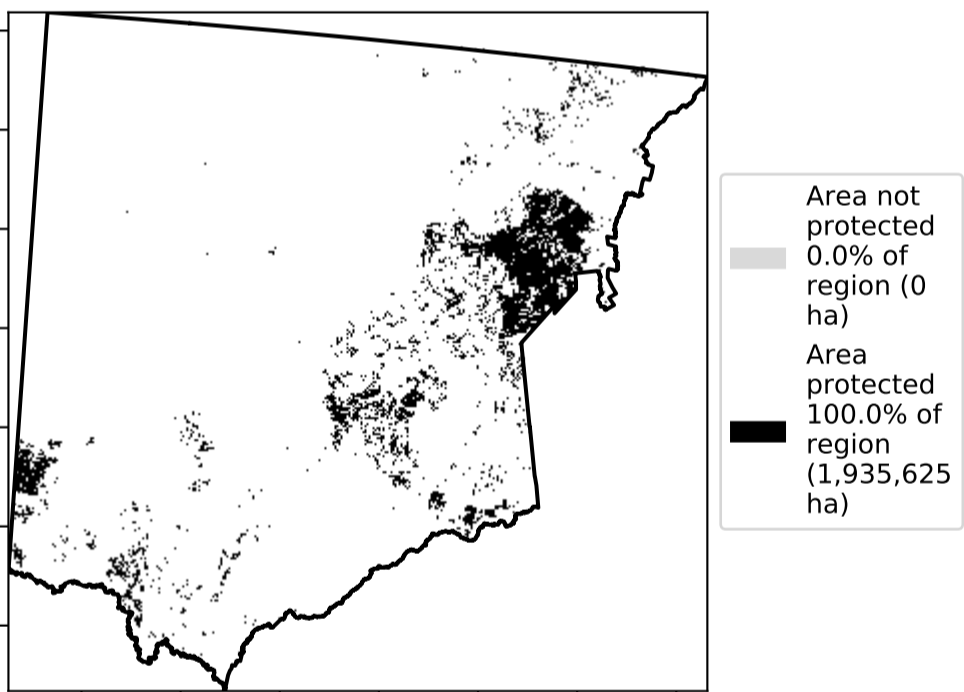 Area not
protected
0.0% of
region (0
ha)
Area
protected
100.0% of
region
(1,935,625
ha)